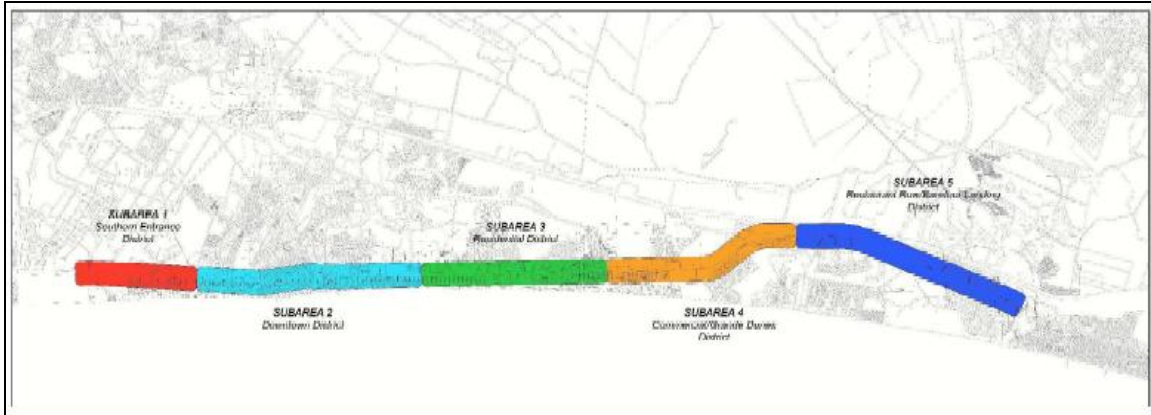 SUBAREA 1
Southern Entrance
District
SUBAREA 2
Downtown District
SUBAREA 3
Residential District
SUBAREA 4
Commercial/Grande Dunes
District
SUBAREA 5
Restaurant Row/Barefoot Landing
District